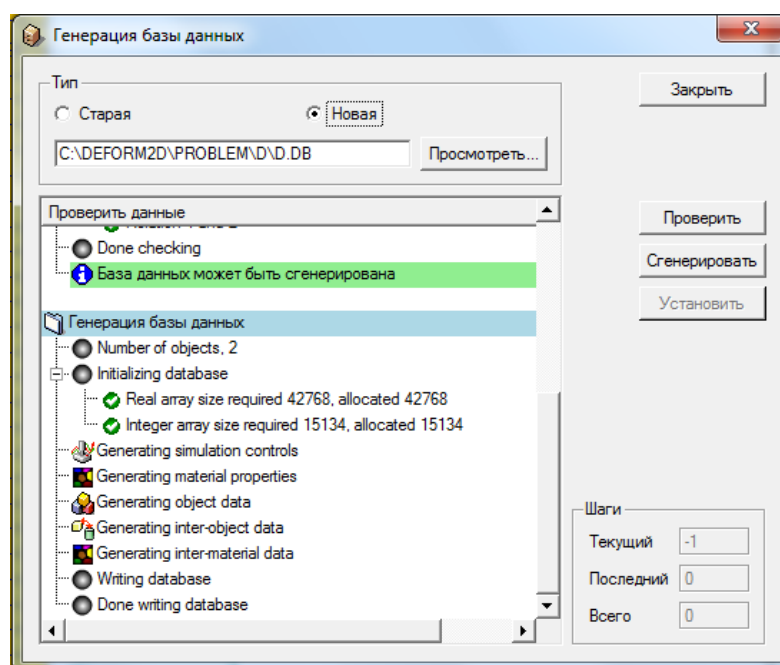 Генерация базы данных
Тип
Старая
Новая
C:\DEFORM2D\PROBLEM\D\D.DB
Просмотреть...
Закрыть
Проверить данные
Done checking
База данных может быть сгенерирована
Генерация базы данных
Number of objects, 2
Initializing database
Real array size required 42768, allocated 42768
Integer array size required 15134, allocated 15134
Generating simulation controls
Generating material properties
Generating object data
Generating inter-object data
Generating inter-material data
Writing database
Done writing database
Проверить
Сгенерировать
Установить
Шаги
Текущий -1
Последний 0
Всего 0